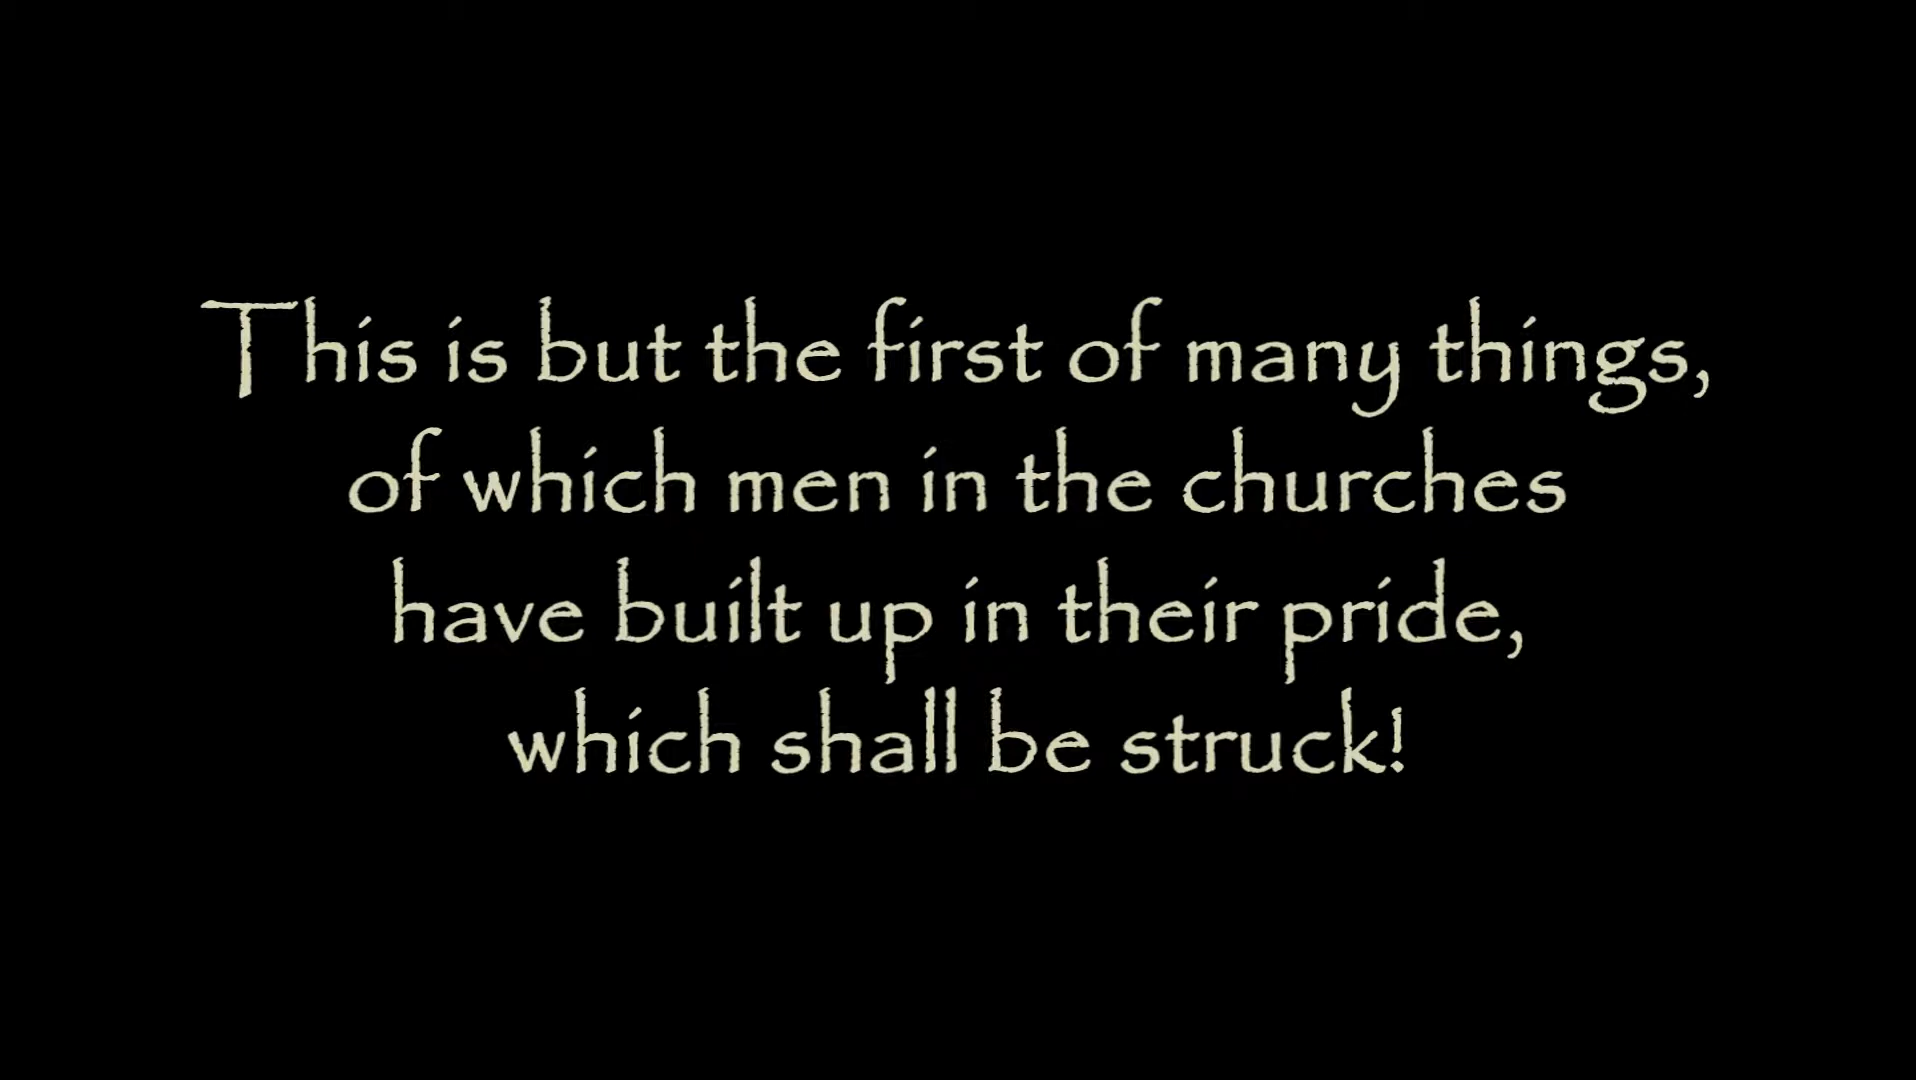 This is but the first of many things,
of which men in the churches
have built up in their pride,
which shall be struck!